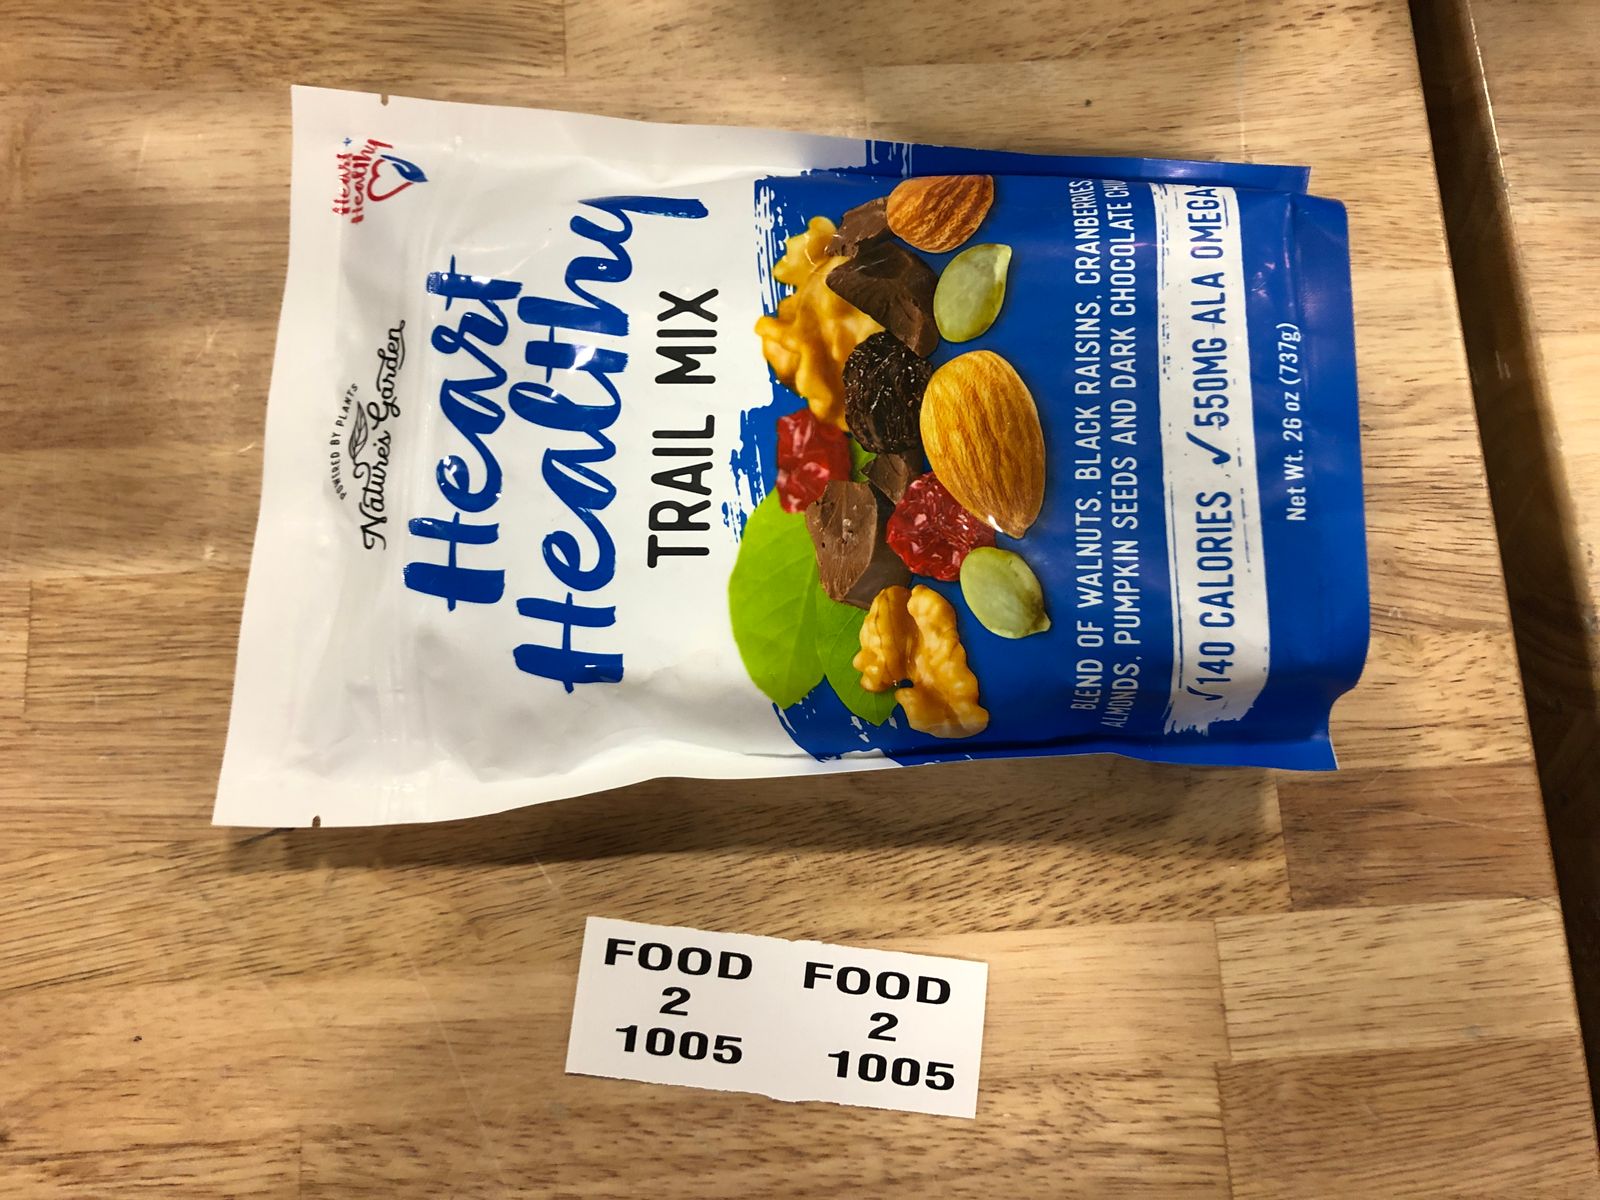 Heart
Healthy
POWERED BY PLANTS
Nature's Garden
Heart
Healthy
TRAIL MIX
BLEND OF WALNUTS, BLACK RAISINS, CRANBERRIES,
ALMONDS, PUMPKIN SEEDS AND DARK CHOCOLATE
✓140 CALORIES ✓550MG ALA OMEGA
Net Wt. 26 oz (737g)
FOOD
2
1005
FOOD
2
1005